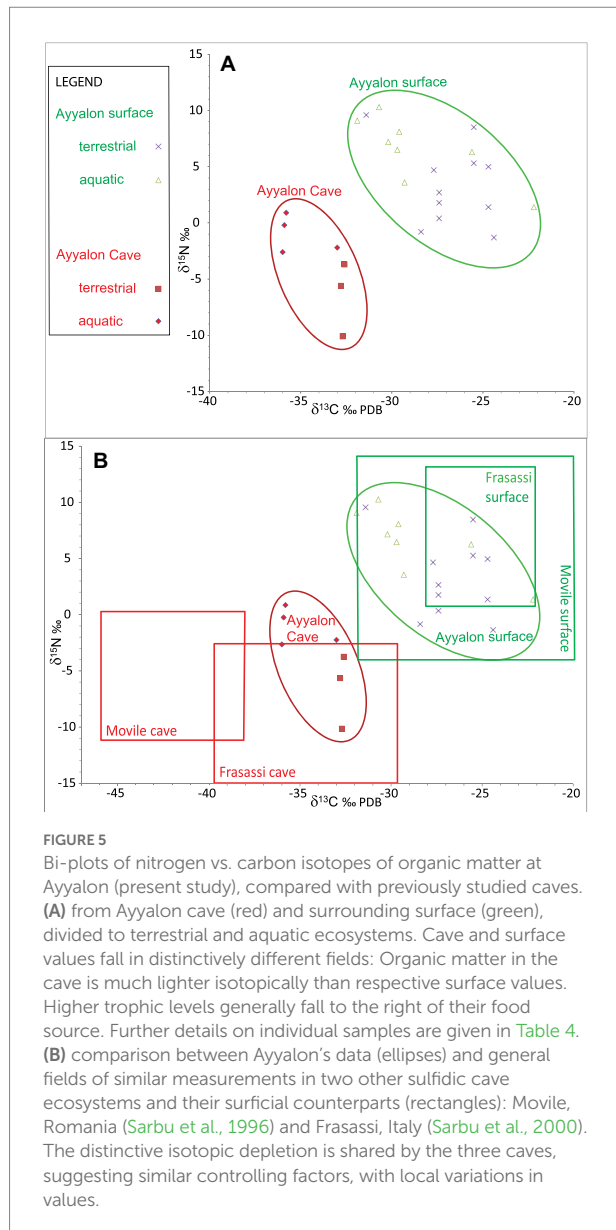 LEGEND
Ayyalon surface
terrestrial
aquatic
Ayyalon Cave
terrestrial
aquatic
A
15
10
5
0
-5
-10
-15
δ¹⁵N ‰
Ayyalon surface
Ayyalon Cave
-40
-35
-30
-25
-20
δ¹³C ‰ PDB
B
15
10
5
0
-5
-10
-15
δ¹⁵N ‰
Frasassi
surface
Movile surface
Ayyalon
Cave
Ayyalon surface
Movile cave
Frasassi cave
-45
-40
-35
-30
-25
-20
δ¹³C ‰ PDB
FIGURE 5
Bi-plots of nitrogen vs. carbon isotopes of organic matter at
Ayyalon (present study), compared with previously studied caves.
(A) from Ayyalon cave (red) and surrounding surface (green),
divided to terrestrial and aquatic ecosystems. Cave and surface
values fall in distinctively different fields: Organic matter in the
cave is much lighter isotopically than respective surface values.
Higher trophic levels generally fall to the right of their food
source. Further details on individual samples are given in Table 4.
(B) comparison between Ayyalon's data (ellipses) and general
fields of similar measurements in two other sulfidic cave
ecosystems and their surficial counterparts (rectangles): Movile,
Romania (Sarbu et al., 1996) and Frasassi, Italy (Sarbu et al., 2000).
The distinctive isotopic depletion is shared by the three caves,
suggesting similar controlling factors, with local variations in
values.